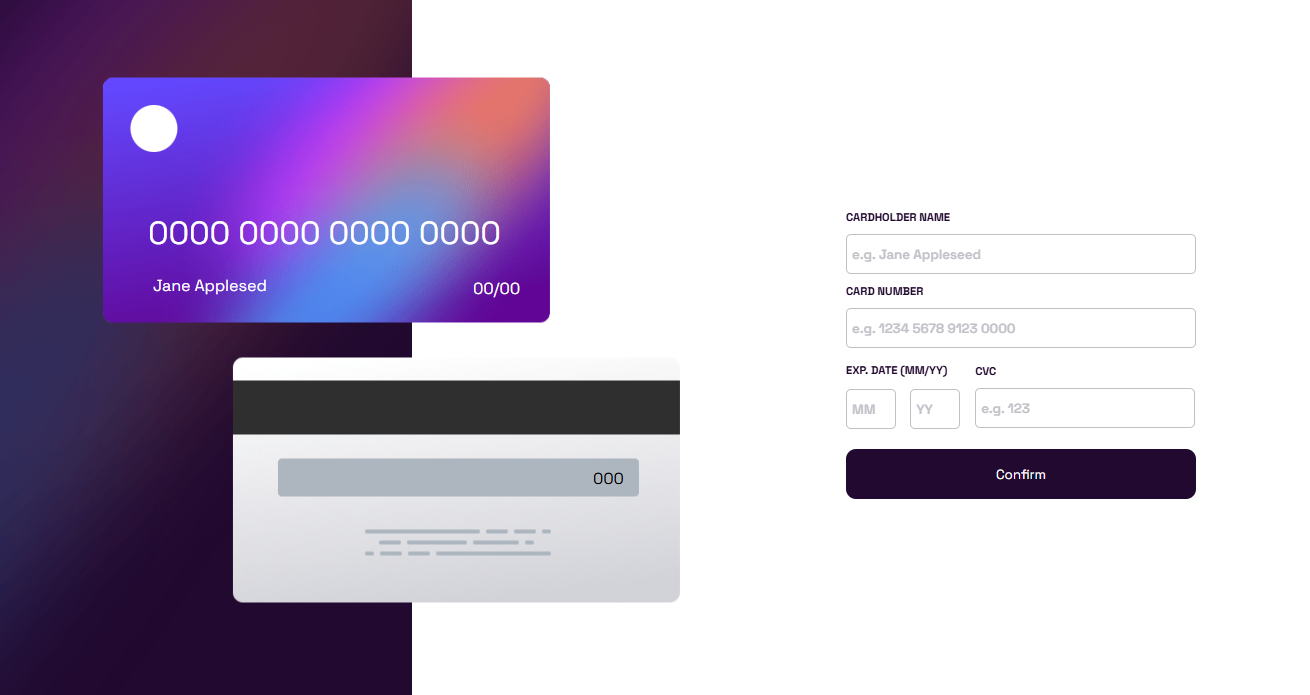 0000 0000 0000 0000
Jane Applesed
00/00
000
CARDHOLDER NAME
e.g. Jane Appleseed
CARD NUMBER
e.g. 1234 5678 9123 0000
EXP. DATE (MM/YY)
CVC
MM
YY
e.g. 123
Confirm